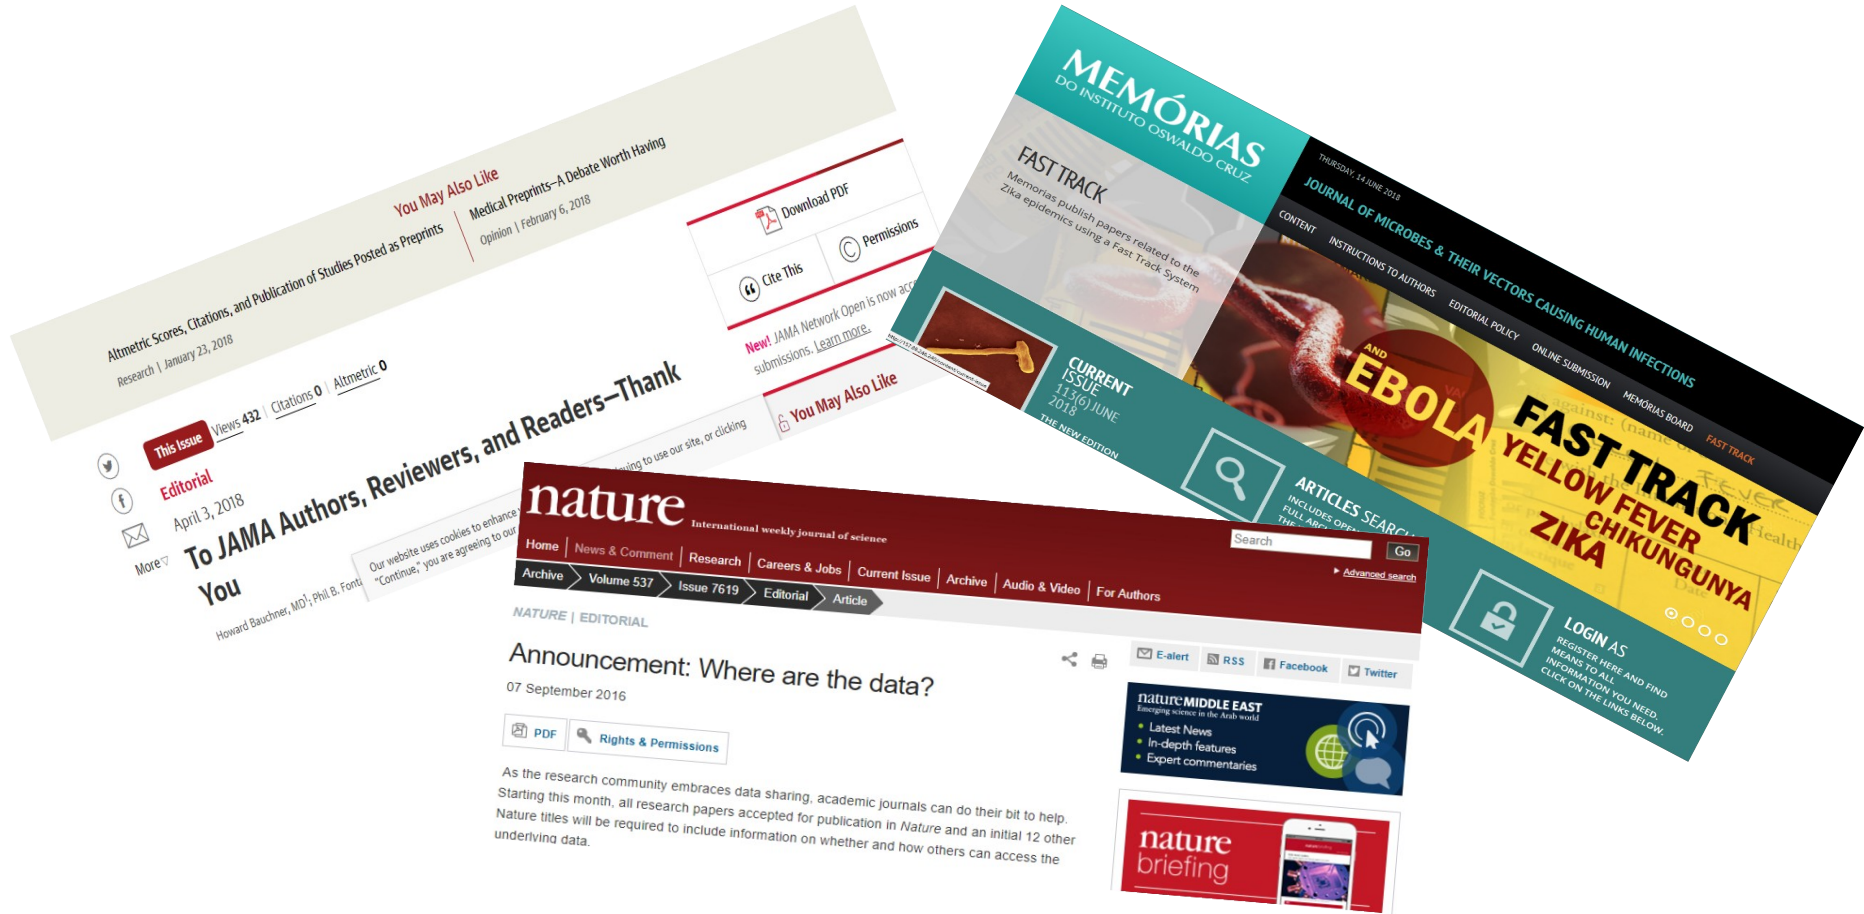 You May Also Like
Altmetric Scores, Citations, and Publication of Studies Posted as Preprints
Research | January 23, 2018
Medical Preprints—A Debate Worth Having
Opinion | February 6, 2018
Download PDF
Cite This
Permissions
New! JAMA Network Open is now acc
submissions. Learn more.
You May Also Like
This Issue
Views 432 | Citations 0 | Altmetric 0
Editorial
April 3, 2018
To JAMA Authors, Reviewers, and Readers—Thank
You
Howard Bauchner, MD1; Phil B. Font
More
Our website uses cookies to enhance
uing to use our site, or clicking
"Continue," you are agreeing to our
MEMÓRIAS
DO INSTITUTO OSWALDO CRUZ
THURSDAY, 14 JUNE 2018
JOURNAL OF MICROBES & THEIR VECTORS CAUSING HUMAN INFECTIONS
CONTENT
INSTRUCTIONS TO AUTHORS
EDITORIAL POLICY
ONLINE SUBMISSION
MEMÓRIAS BOARD
FAST TRACK
FAST TRACK
Memorias publish papers related to the
Zika epidemics using a Fast Track System
AND
EBOLA
FAST TRACK
YELLOW FEVER
CHIKUNGUNYA
ZIKA
against: (name
Fever
Health
Date
CURRENT
ISSUE
113(6) JUNE
2018
THE NEW EDITION
ARTICLES SEARCH
INCLUDES OPE
FULL ARC
THE
LOGIN AS
REGISTER HERE AND FIND
MEANS TO ALL
INFORMATION YOU NEED.
CLICK ON THE LINKS BELOW.
nature
International weekly journal of science
Search
Go
Advanced search
Home
News & Comment
Research
Careers & Jobs
Current Issue
Archive
Audio & Video
For Authors
Archive
Volume 537
Issue 7619
Editorial
Article
NATURE | EDITORIAL
Announcement: Where are the data?
07 September 2016
PDF
Rights & Permissions
As the research community embraces data sharing, academic journals can do their bit to help.
Starting this month, all research papers accepted for publication in Nature and an initial 12 other
Nature titles will be required to include information on whether and how others can access the
underlying data.
E-alert
RSS
Facebook
Twitter
nature MIDDLE EAST
Emerging science in the Arab world
Latest News
In-depth features
Expert commentaries
nature
briefing